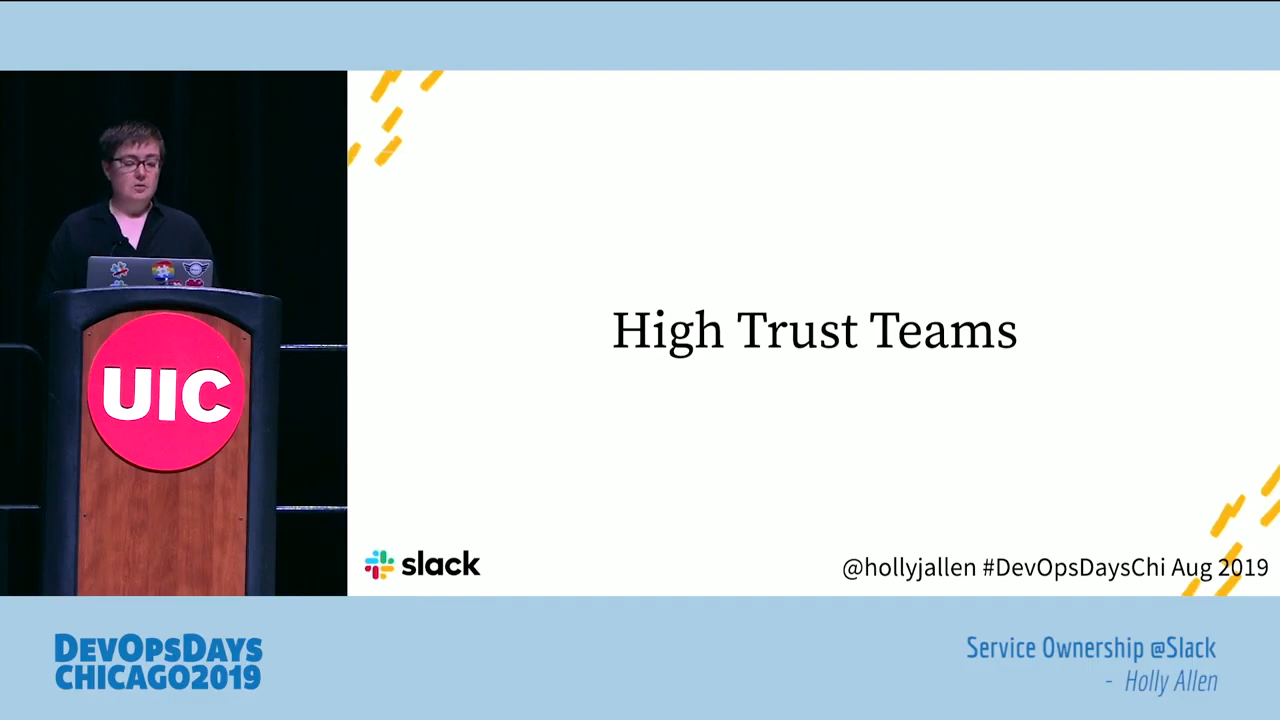 High Trust Teams
UIC
slack
@hollyjallen #DevOpsDaysChi Aug 2019
DEVOPSDAYS
CHICAGO2019
Service Ownership @Slack
- Holly Allen